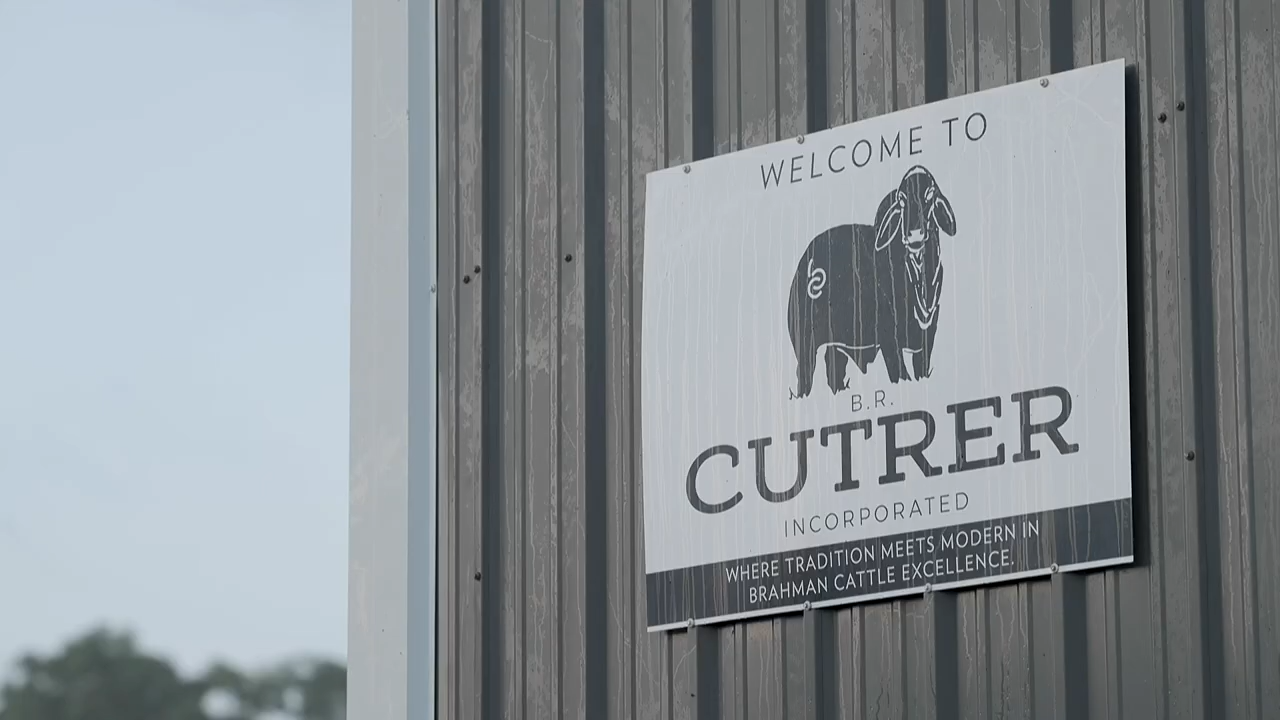 WELCOME TO
B.R.
CUTRER
INCORPORATED
WHERE TRADITION MEETS MODERN IN
BRAHMAN CATTLE EXCELLENCE.